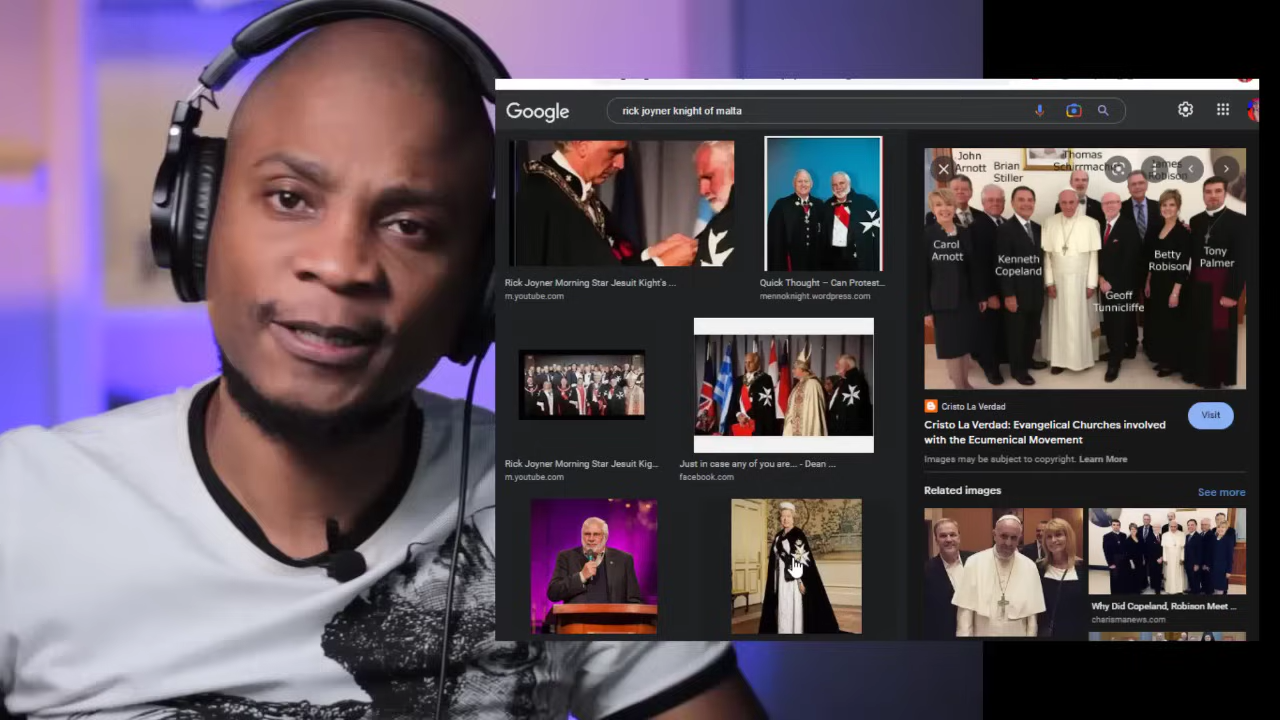 Google
rick joyner knight of malta
Rick Joyner Morning Star Jesuit Kight's ...
m.youtube.com
Quick Thought – Can Protest...
mennoknight.wordpress.com
Rick Joyner Morning Star Jesuit Kig...
m.youtube.com
Just in case any of you are... - Dean ...
facebook.com
John
Arnott
Brian
Stiller
Thomas
Schirrmacher
James
Robison
Carol
Arnott
Kenneth
Copeland
Geoff
Tunnicliffe
Betty
Robison
Tony
Palmer
Cristo La Verdad
Visit
Cristo La Verdad: Evangelical Churches involved
with the Ecumenical Movement
Images may be subject to copyright. Learn More
Related images
See more
Why Did Copeland, Robison Meet ...
charismanews.com